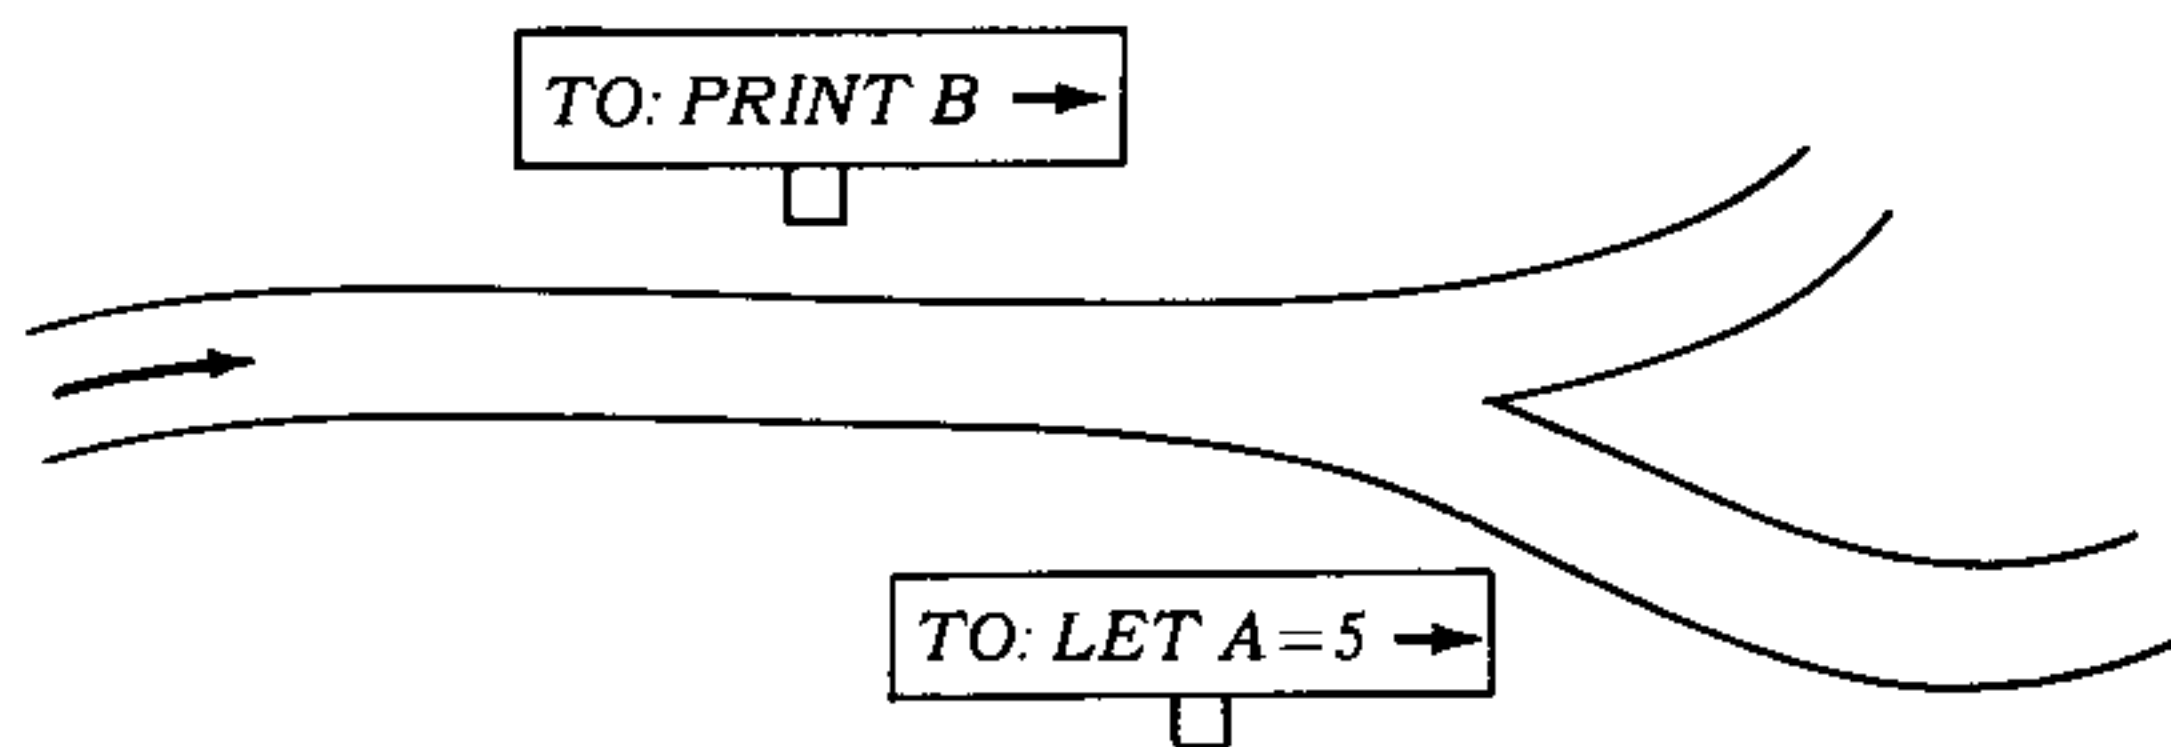 TO: PRINT B →
TO: LET A=5 →